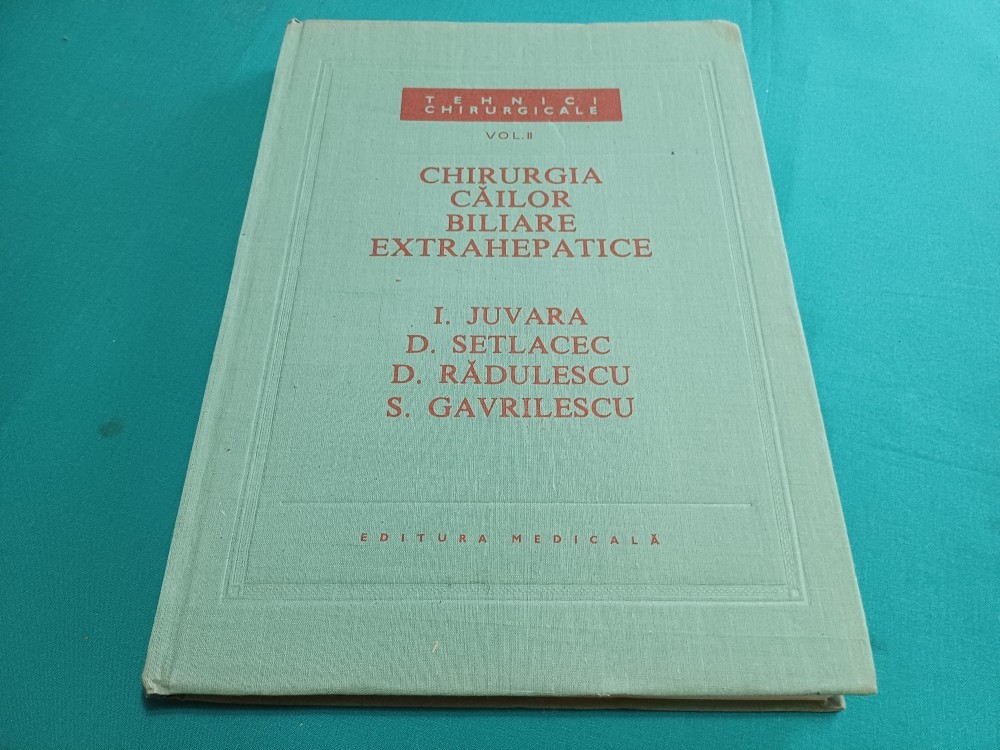 TEHNICI
CHIRURGICALE
VOL. II
CHIRURGIA
CĂILOR
BILIARE
EXTRAHEPATICE
I. JUVARA
D. SETLACEC
D. RĂDULESCU
S. GAVRILESCU
EDITURA MEDICALĂ